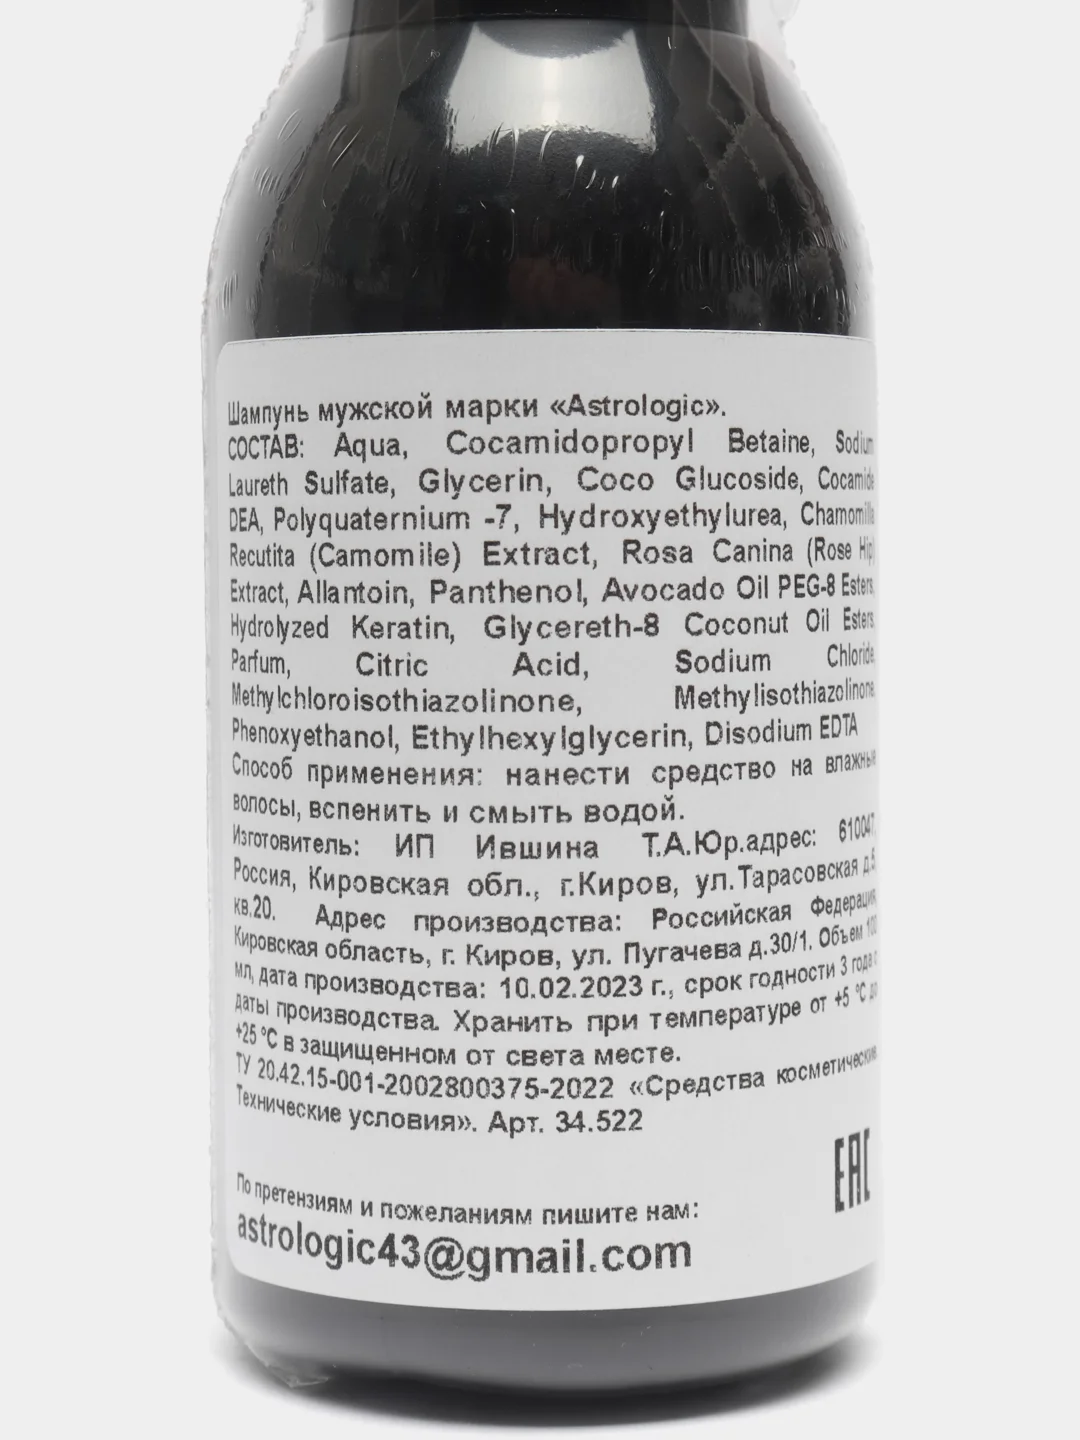 Шампунь мужской марки «Astrologic».
СОСТАВ: Aqua, Cocamidopropyl Betaine, Sodium
Laureth Sulfate, Glycerin, Coco Glucoside, Cocamide
DEA, Polyquaternium -7, Hydroxyethylurea, Chamomilla
Recutita (Camomile) Extract, Rosa Canina (Rose Hip)
Extract, Allantoin, Panthenol, Avocado Oil PEG-8 Esters,
Hydrolyzed Keratin, Glycereth-8 Coconut Oil Esters,
Parfum, Citric Acid, Sodium Chloride,
Methylchloroisothiazolinone, Methylisothiazolinone,
Phenoxyethanol, Ethylhexylglycerin, Disodium EDTA
Способ применения: нанести средство на влажные
волосы, вспенить и смыть водой.
Изготовитель: ИП Ившина Т.А.Юр.адрес: 610047,
Россия, Кировская обл., г.Киров, ул.Тарасовская д.5,
кв.20. Адрес производства: Российская Федерация,
Кировская область, г. Киров, ул. Пугачева д.30/1. Объем 100
мл, дата производства: 10.02.2023 г., срок годности 3 года с
даты производства. Хранить при температуре от +5 °C до
+25 °C в защищенном от света месте.
ТУ 20.42.15-001-2002800375-2022 «Средства косметические.
Технические условия». Арт. 34.522
EAC
По претензиям и пожеланиям пишите нам:
astrologic43@gmail.com